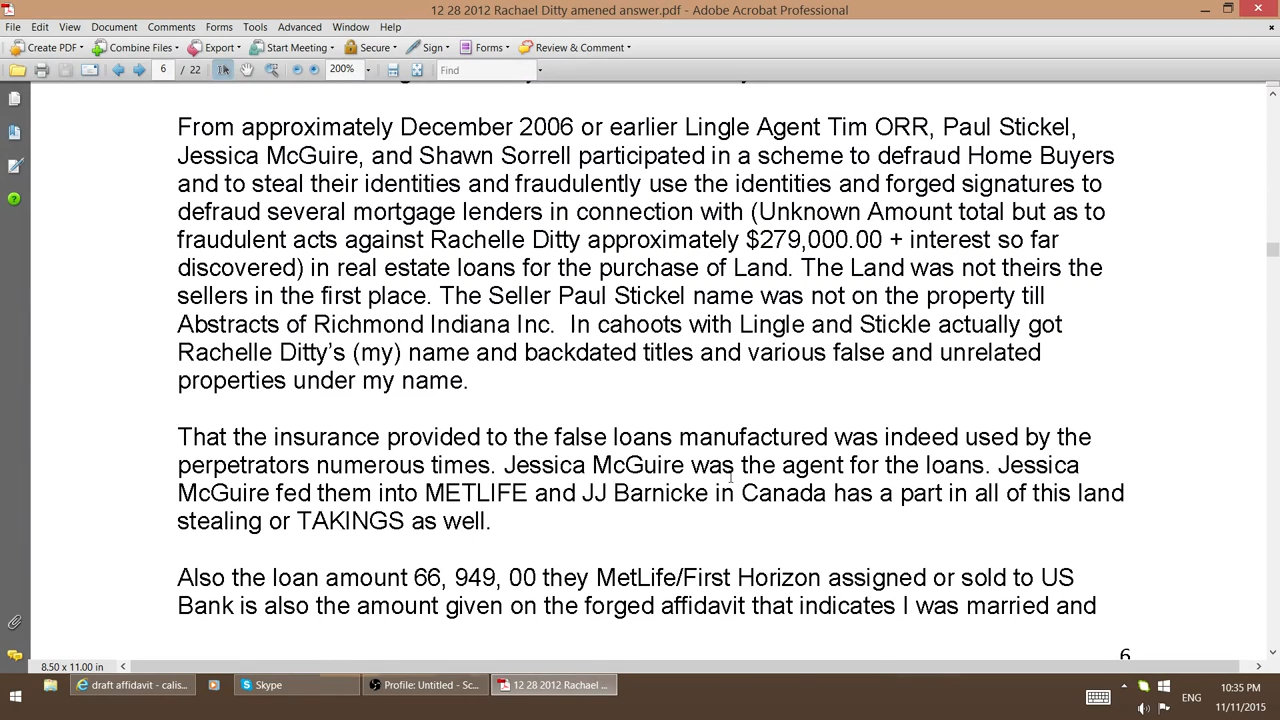 12 28 2012 Rachael Ditty amened answer.pdf - Adobe Acrobat Professional
File Edit View Document Comments Forms Tools Advanced Window Help
Create PDF Combine Files Export Start Meeting Secure Sign Forms Review & Comment
6 / 22 200% Find
From approximately December 2006 or earlier Lingle Agent Tim ORR, Paul Stickel,
Jessica McGuire, and Shawn Sorrell participated in a scheme to defraud Home Buyers
and to steal their identities and fraudulently use the identities and forged signatures to
defraud several mortgage lenders in connection with (Unknown Amount total but as to
fraudulent acts against Rachelle Ditty approximately $279,000.00 + interest so far
discovered) in real estate loans for the purchase of Land. The Land was not theirs the
sellers in the first place. The Seller Paul Stickel name was not on the property till
Abstracts of Richmond Indiana Inc. In cahoots with Lingle and Stickle actually got
Rachelle Ditty’s (my) name and backdated titles and various false and unrelated
properties under my name.
That the insurance provided to the false loans manufactured was indeed used by the
perpetrators numerous times. Jessica McGuire was the agent for the loans. Jessica
McGuire fed them into METLIFE and JJ Barnicke in Canada has a part in all of this land
stealing or TAKINGS as well.
Also the loan amount 66, 949, 00 they MetLife/First Horizon assigned or sold to US
Bank is also the amount given on the forged affidavit that indicates I was married and
6
8.50 x 11.00 in
draft affidavit - calis... Skype Profile: Untitled - Sc... 12 28 2012 Rachael ... ENG 10:35 PM
11/11/2015